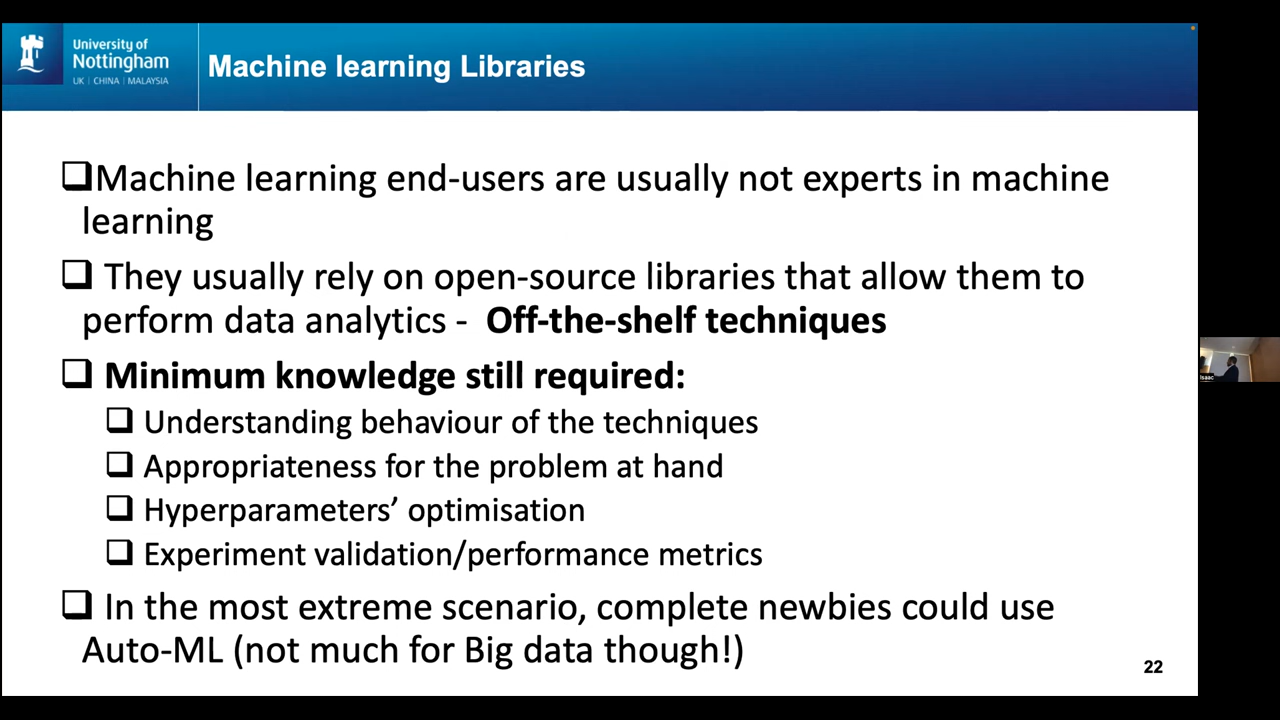 University of
Nottingham
UK | CHINA | MALAYSIA
Machine learning Libraries
❑Machine learning end-users are usually not experts in machine
learning
❑ They usually rely on open-source libraries that allow them to
perform data analytics - Off-the-shelf techniques
❑ Minimum knowledge still required:
❑ Understanding behaviour of the techniques
❑ Appropriateness for the problem at hand
❑ Hyperparameters’ optimisation
❑ Experiment validation/performance metrics
❑ In the most extreme scenario, complete newbies could use
Auto-ML (not much for Big data though!)
22
Isaac